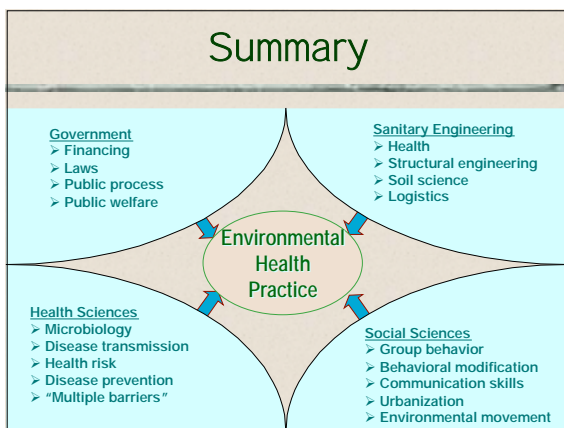 Summary
Government
➢ Financing
➢ Laws
➢ Public process
➢ Public welfare
Sanitary Engineering
➢ Health
➢ Structural engineering
➢ Soil science
➢ Logistics
Environmental
Health
Practice
Health Sciences
➢ Microbiology
➢ Disease transmission
➢ Health risk
➢ Disease prevention
➢ “Multiple barriers”
Social Sciences
➢ Group behavior
➢ Behavioral modification
➢ Communication skills
➢ Urbanization
➢ Environmental movement